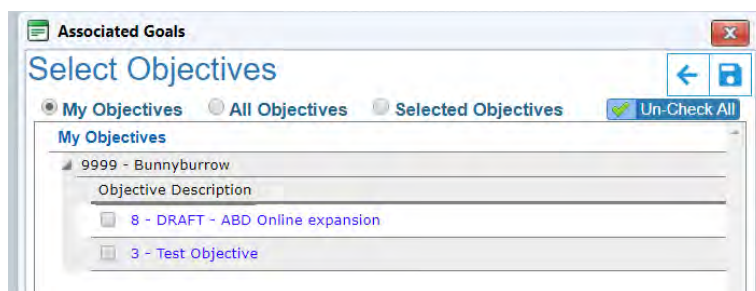 Associated Goals
Select Objectives
My Objectives All Objectives Selected Objectives Un-Check All
My Objectives
9999 - Bunnyburrow
Objective Description
8 - DRAFT - ABD Online expansion
3 - Test Objective